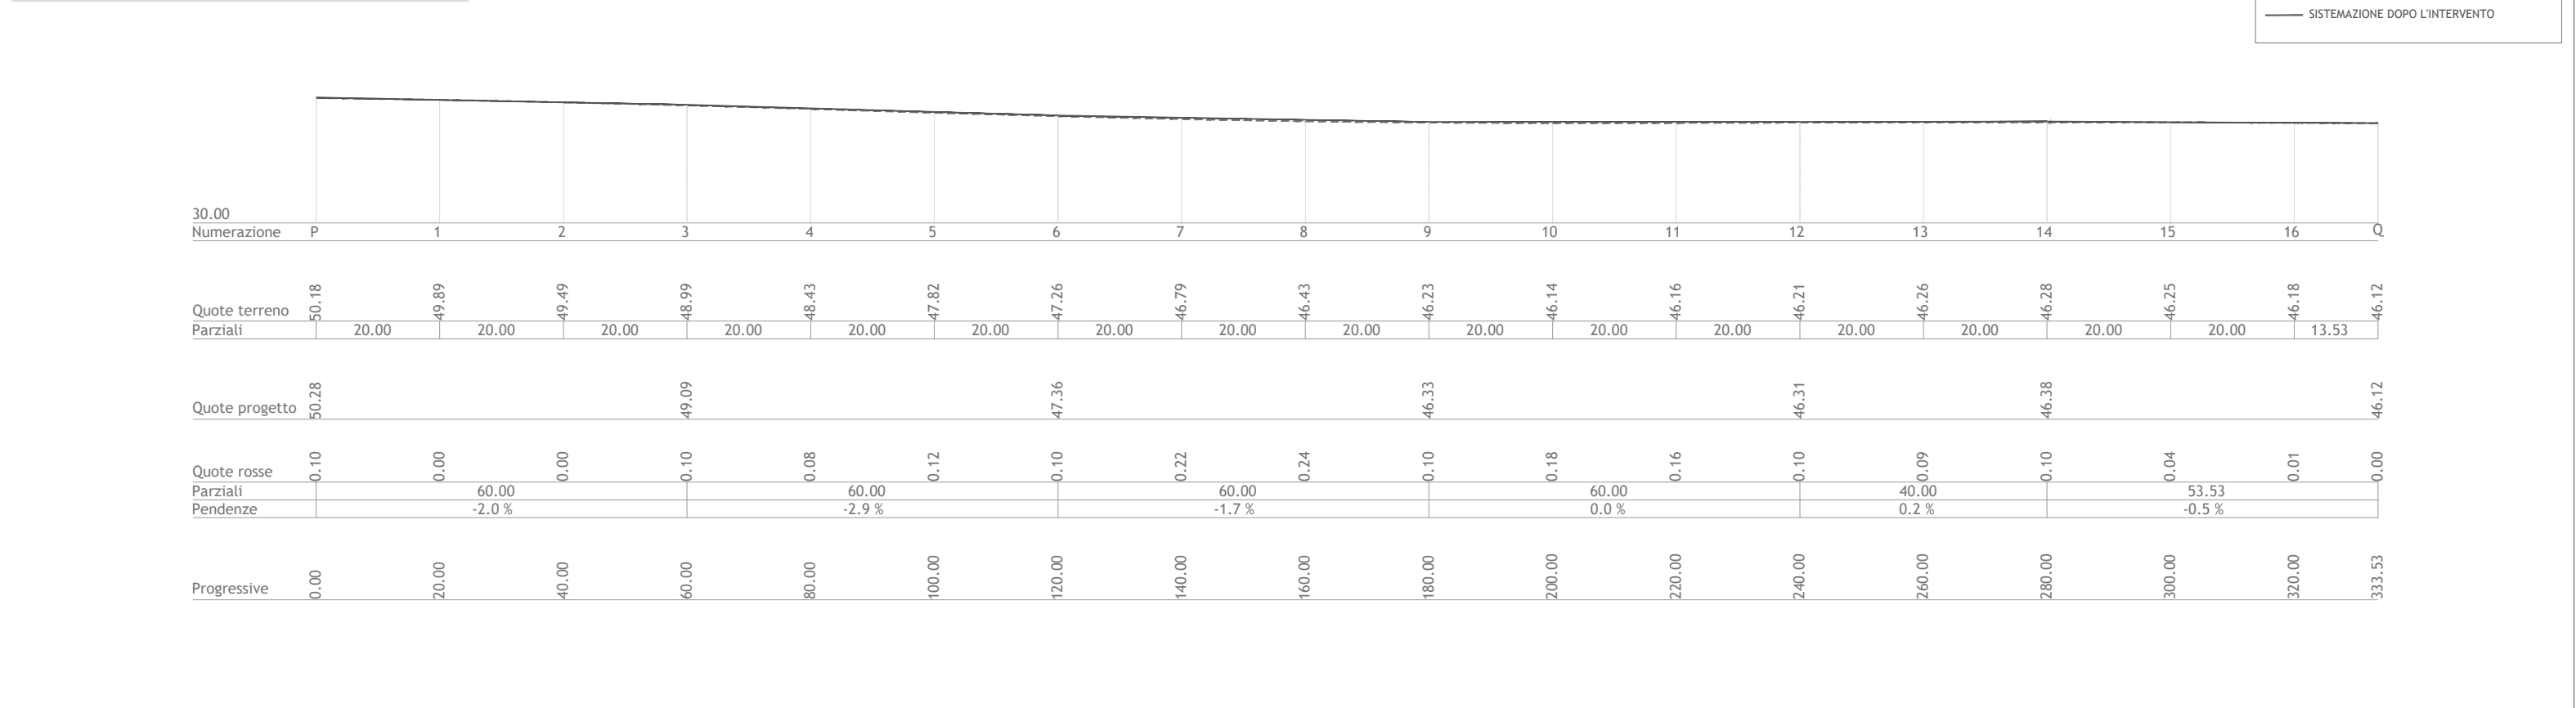 SISTEMAZIONE DOPO L'INTERVENTO
30.00
Numerazione P 1 2 3 4 5 6 7 8 9 10 11 12 13 14 15 16 Q
Quote terreno 50.18 49.89 49.49 48.99 48.43 47.82 47.26 46.79 46.43 46.23 46.14 46.16 46.21 46.26 46.28 46.25 46.18 46.12
Parziali 20.00 20.00 20.00 20.00 20.00 20.00 20.00 20.00 20.00 20.00 20.00 20.00 20.00 20.00 20.00 20.00 13.53
Quote progetto 50.28 49.09 47.36 46.33 46.31 46.38 46.12
Quote rosse 0.10 0.00 0.00 0.10 0.08 0.12 0.10 0.22 0.24 0.10 0.18 0.16 0.10 0.09 0.10 0.04 0.01 0.00
Parziali 60.00 60.00 60.00 60.00 40.00 53.53
Pendenze -2.0 % -2.9 % -1.7 % 0.0 % 0.2 % -0.5 %
Progressive 0.00 20.00 40.00 60.00 80.00 100.00 120.00 140.00 160.00 180.00 200.00 220.00 240.00 260.00 280.00 300.00 320.00 333.53